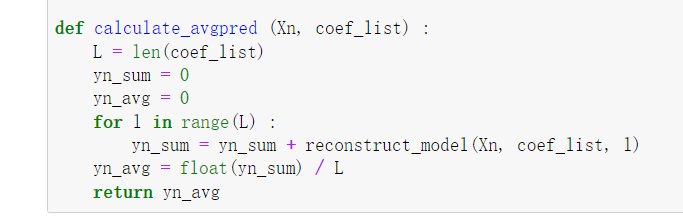 def calculate_avgpred (Xn, coef_list) :
    L = len(coef_list)
    yn_sum = 0
    yn_avg = 0
    for l in range(L) :
        yn_sum = yn_sum + reconstruct_model(Xn, coef_list, l)
    yn_avg = float(yn_sum) / L
    return yn_avg